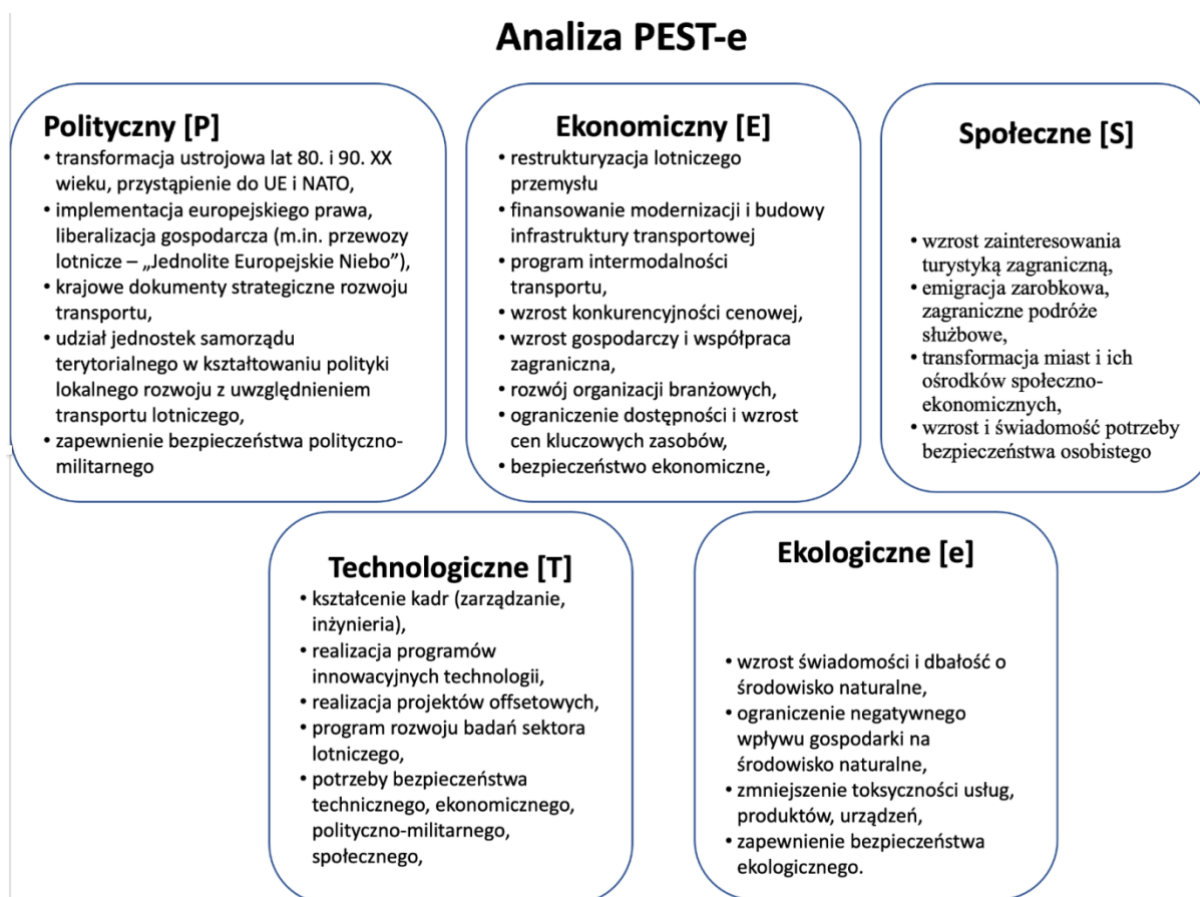 Analiza PEST-e
Polityczny [P]
• transformacja ustrojowa lat 80. i 90. XX
wieku, przystąpienie do UE i NATO,
• implementacja europejskiego prawa,
liberalizacja gospodarcza (m.in. przewozy
lotnicze – „Jednolite Europejskie Niebo”),
• krajowe dokumenty strategiczne rozwoju
transportu,
• udział jednostek samorządu
terytorialnego w kształtowaniu polityki
lokalnego rozwoju z uwzględnieniem
transportu lotniczego,
• zapewnienie bezpieczeństwa polityczno-
militarnego
Ekonomiczny [E]
• restrukturyzacja lotniczego
przemysłu
• finansowanie modernizacji i budowy
infrastruktury transportowej
• program intermodalności
transportu,
• wzrost konkurencyjności cenowej,
• wzrost gospodarczy i współpraca
zagraniczna,
• rozwój organizacji branżowych,
• ograniczenie dostępności i wzrost
cen kluczowych zasobów,
• bezpieczeństwo ekonomiczne,
Społeczne [S]
• wzrost zainteresowania
turystyką zagraniczną,
• emigracja zarobkowa,
zagraniczne podróże
służbowe,
• transformacja miast i ich
ośrodków społeczno-
ekonomicznych,
• wzrost i świadomość potrzeby
bezpieczeństwa osobistego
Technologiczne [T]
• kształcenie kadr (zarządzanie,
inżynieria),
• realizacja programów
innowacyjnych technologii,
• realizacja projektów offsetowych,
• program rozwoju badań sektora
lotniczego,
• potrzeby bezpieczeństwa
technicznego, ekonomicznego,
polityczno-militarnego,
społecznego,
Ekologiczne [e]
• wzrost świadomości i dbałość o
środowisko naturalne,
• ograniczenie negatywnego
wpływu gospodarki na
środowisko naturalne,
• zmniejszenie toksyczności usług,
produktów, urządzeń,
• zapewnienie bezpieczeństwa
ekologicznego.